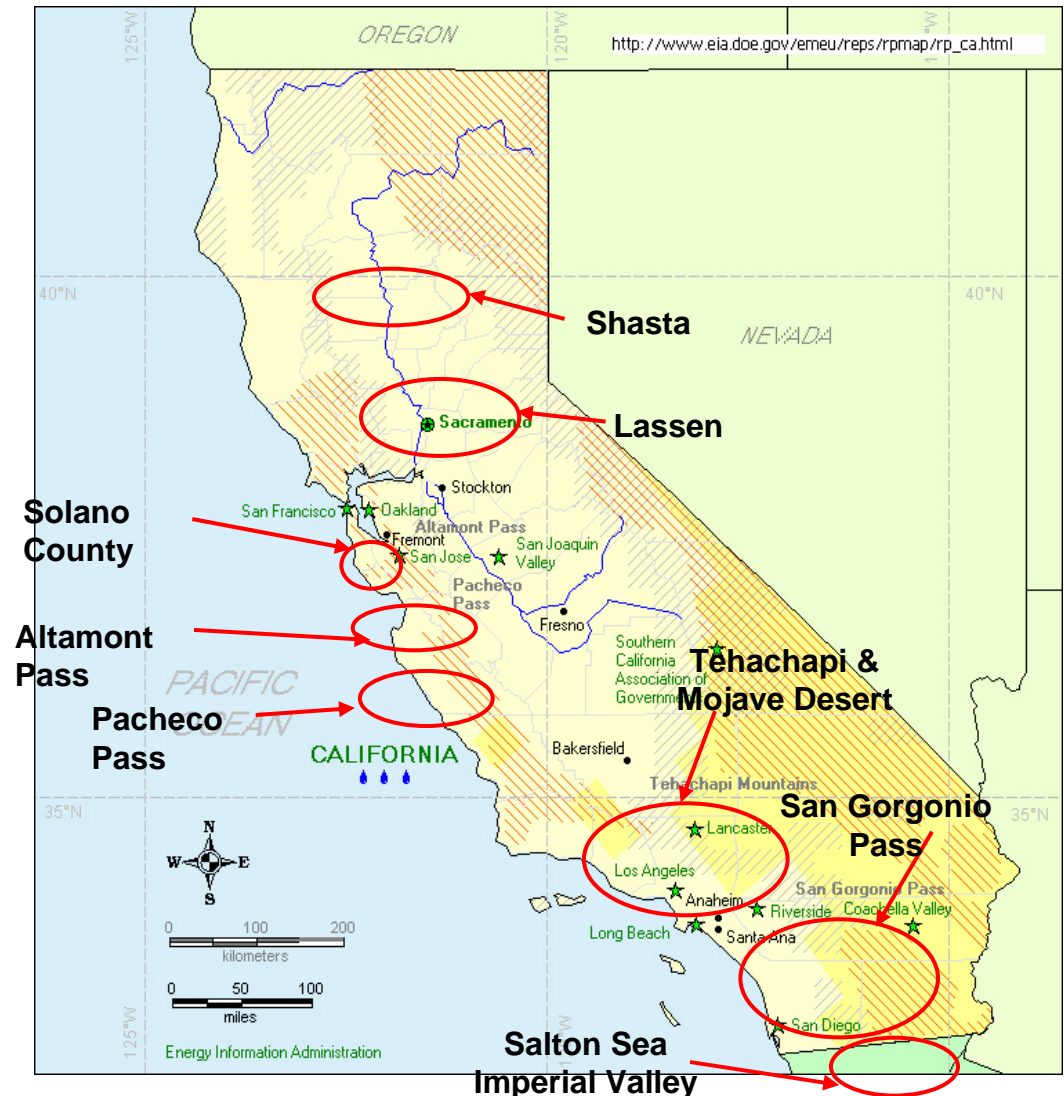 125°W
OREGON
120°W
http://www.eia.doe.gov/emeu/reps/rpmap/rp_ca.html
40°N
40°N
Shasta
NEVADA
Lassen
Sacramento
Stockton
Solano
County
San Francisco
Oakland
Altamont Pass
Fremont
San Jose
San Joaquin
Valley
Pacheco
Pass
Fresno
Altamont
Pass
Southern
California
Association of
Governments
Tehachapi &
Mojave Desert
PACIFIC
OCEAN
Pacheco
Pass
CALIFORNIA
Bakersfield
Tehachapi Mountains
San Gorgonio
Pass
35°N
35°N
Lancaster
N
W
E
S
Los Angeles
Anaheim
San Gorgonio Pass
Riverside
Coachella Valley
Long Beach
Santa Ana
0 100 200
kilometers
0 50 100
miles
San Diego
125°W
Energy Information Administration
Salton Sea
Imperial Valley